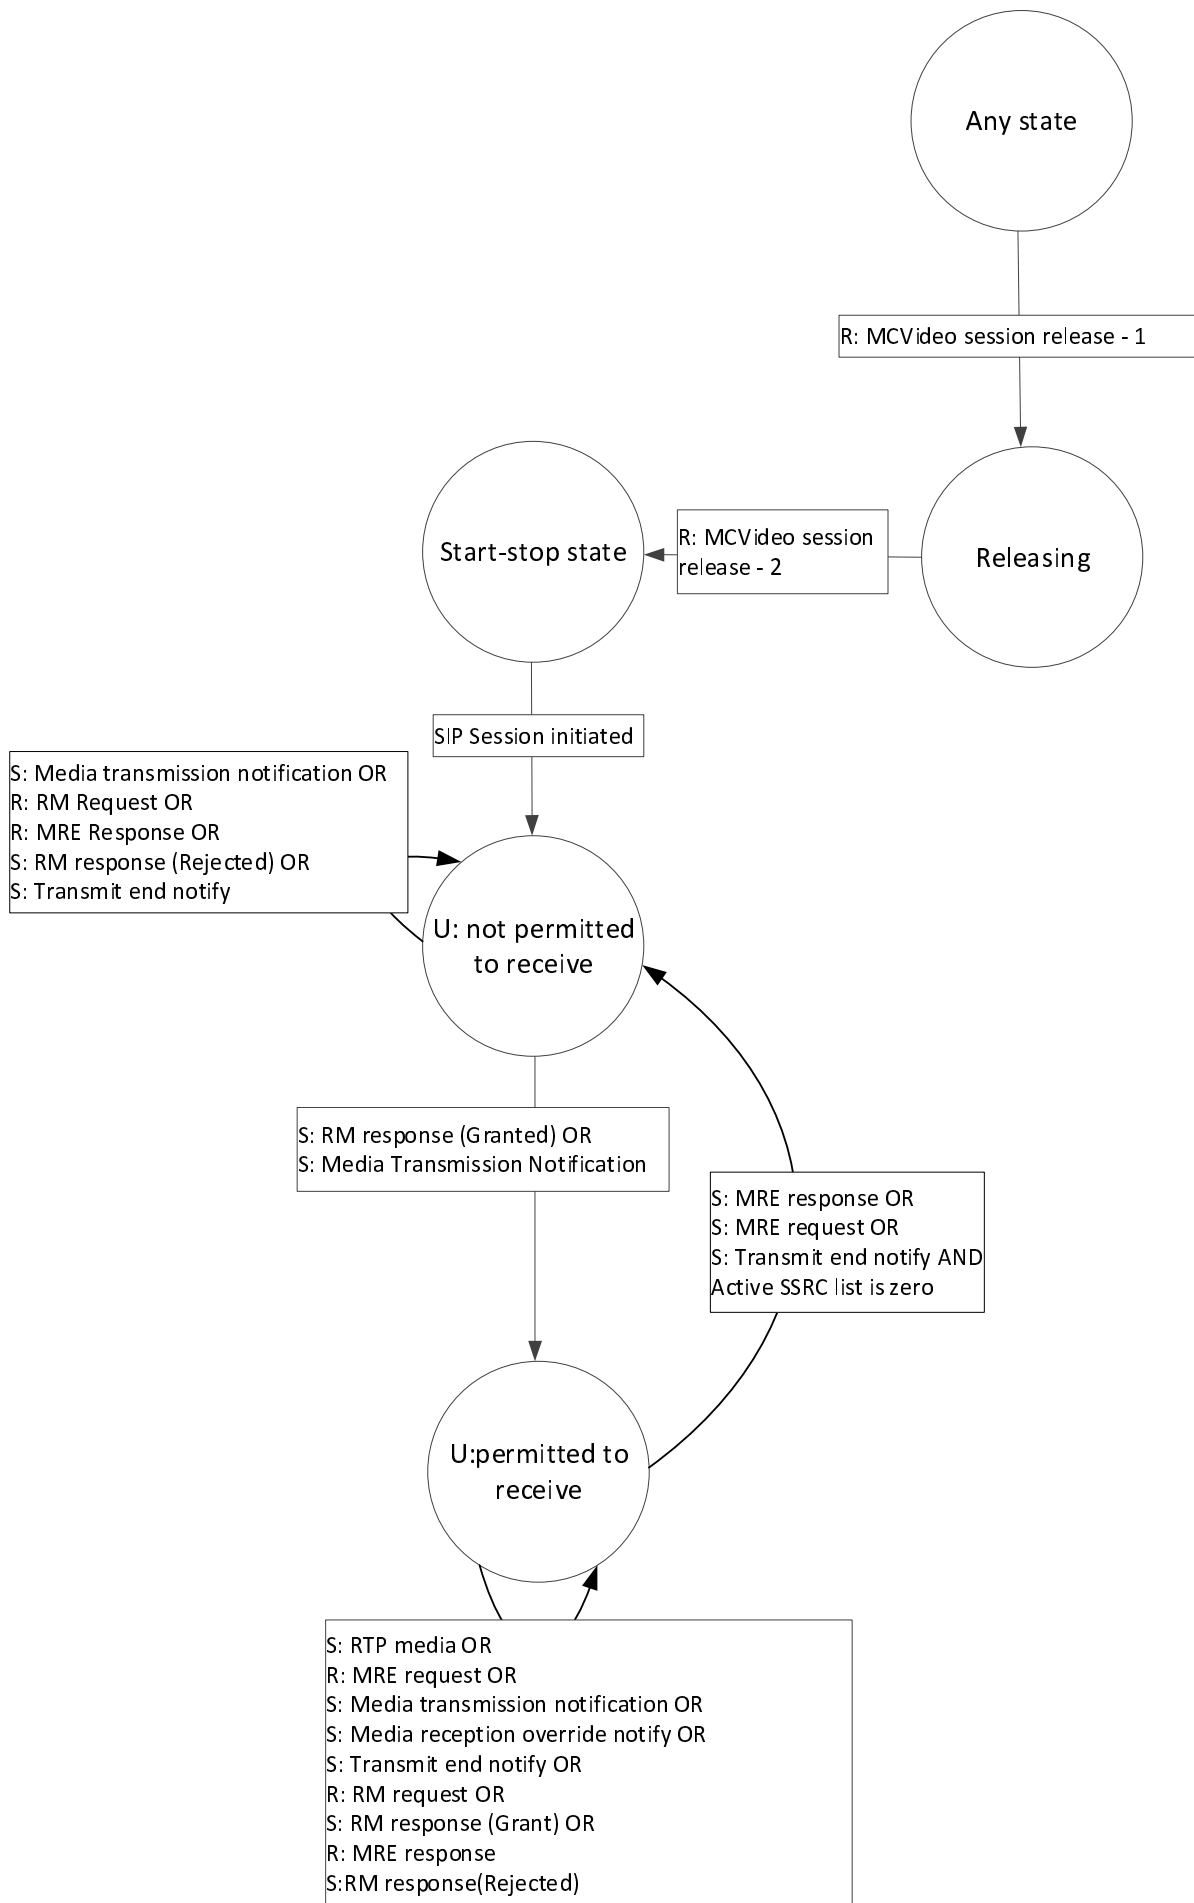 Any state
R: MCVideo session release - 1
Start-stop state
R: MCVideo session
release - 2
Releasing
SIP Session initiated
S: Media transmission notification OR
R: RM Request OR
R: MRE Response OR
S: RM response (Rejected) OR
S: Transmit end notify
U: not permitted
to receive
S: RM response (Granted) OR
S: Media Transmission Notification
S: MRE response OR
S: MRE request OR
S: Transmit end notify AND
Active SSRC list is zero
U:permitted to
receive
S: RTP media OR
R: MRE request OR
S: Media transmission notification OR
S: Media reception override notify OR
S: Transmit end notify OR
R: RM request OR
S: RM response (Grant) OR
R: MRE response
S:RM response(Rejected)